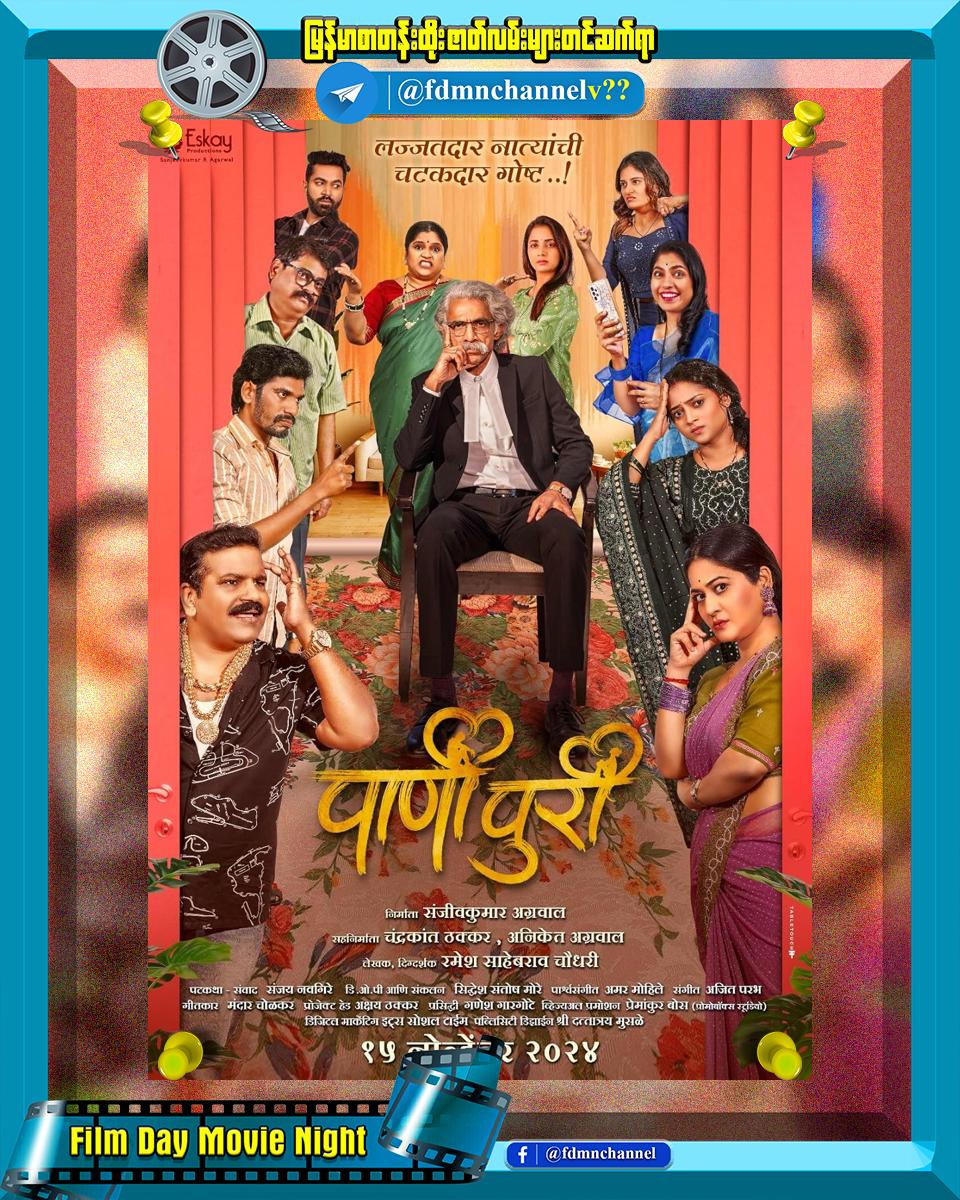 မြန်မာစာတန်းထိုးဇာတ်လမ်းများတင်ဆက်ရာ
@fdmnchannelv??
Eskay
Productions
Sanjeevkumar R Agarwal
लज्जतदार नात्यांची
चटकदार गोष्ट ..!
पाणीपुरी
निर्माता संजीवकुमार अग्रवाल
सहनिर्माता चंद्रकांत ठक्कर , अनिकेत अग्रवाल
लेखक, दिग्दर्शक रमेश साहेबराव चौधरी
पटकथा - संवाद संजय नवगिरे डि.ओ.पी आणि संकलन सिद्धेश संतोष मोरे पार्श्वसंगीत अमर मोहिले संगीत अजित परब
गीतकार मंदार चोळकर प्रोजेक्ट हेड अक्षय ठक्कर प्रसिद्धी गणेश गारगोटे व्हिज्युअल प्रमोशन प्रेमांकुर बोस (प्रोमोबॉक्स स्टुडियो)
डिजिटल मार्केटिंग इट्स सोशल टाईम पब्लिसिटी डिझाईन श्री दत्तात्रय मुसळे
TABLETOUCH
१५ नोव्हेंबर २०२४
Film Day Movie Night
@fdmnchannel